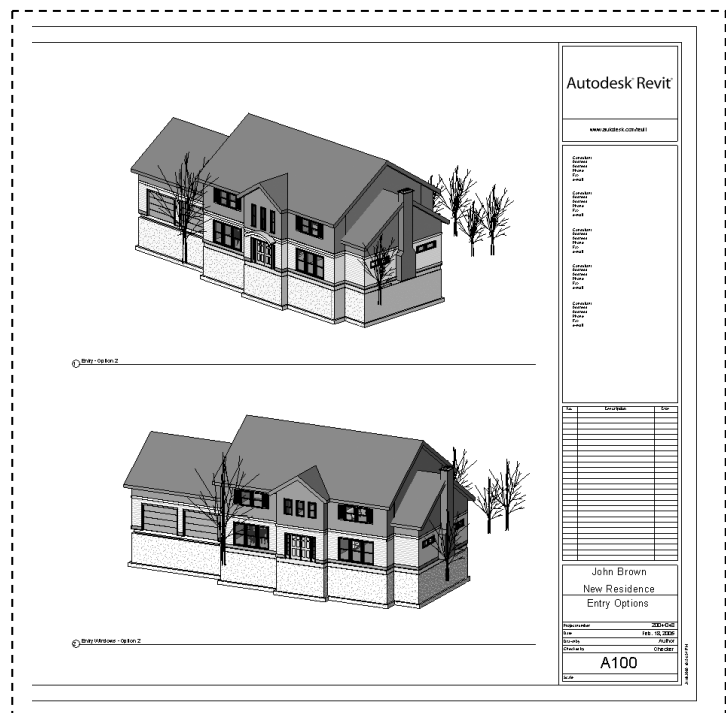 Autodesk Revit
www.autodesk.com/revit
Consultant
Address
Address
Phone
Fax
e-mail
Consultant
Address
Address
Phone
Fax
e-mail
Consultant
Address
Address
Phone
Fax
e-mail
Consultant
Address
Address
Phone
Fax
e-mail
Consultant
Address
Address
Phone
Fax
e-mail
1 Entry - Option 2
No. Description Date
John Brown
New Residence
Entry Options
Project number
Date Feb. 18, 2005
Drawn by Author
Checked by Checker
A100
Scale
Entry Windows - Option 2